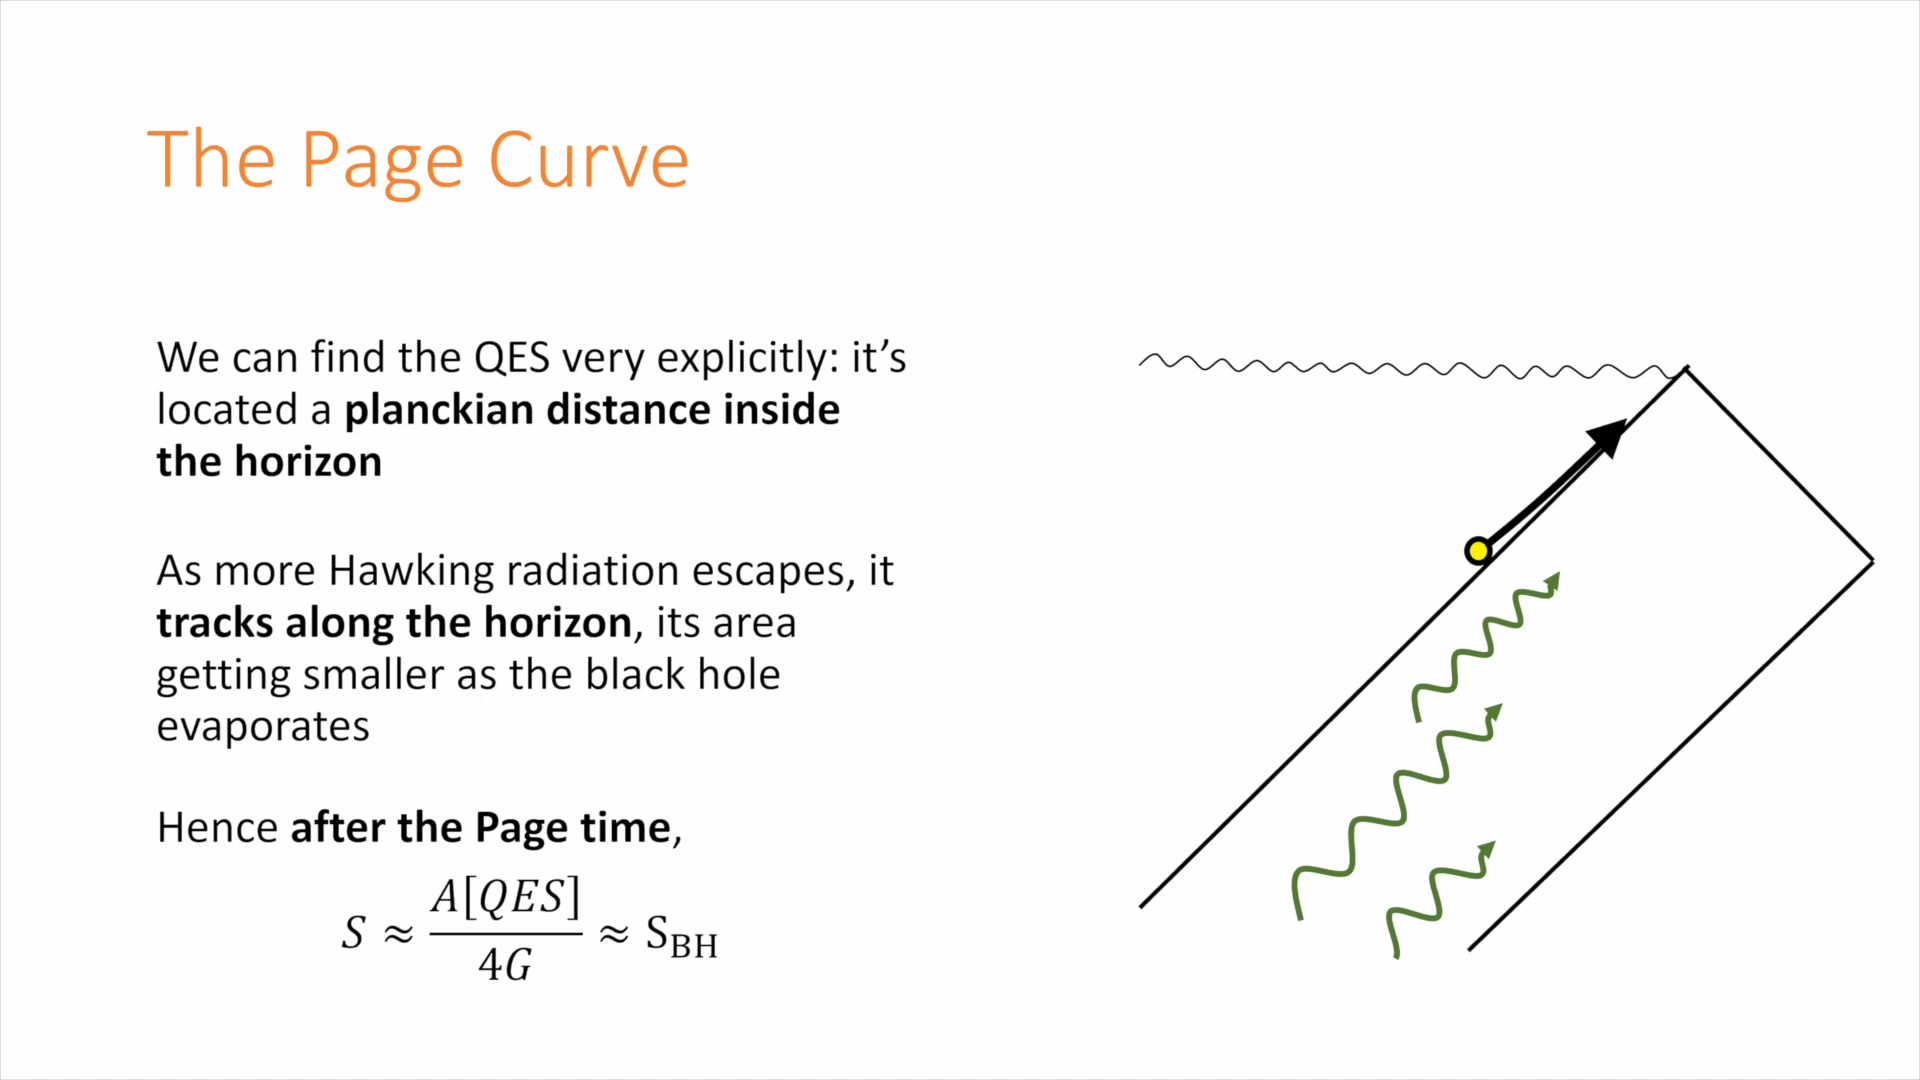 The Page Curve
We can find the QES very explicitly: it’s
located a planckian distance inside
the horizon
As more Hawking radiation escapes, it
tracks along the horizon, its area
getting smaller as the black hole
evaporates
Hence after the Page time,
S ≈ A[QES]/4G ≈ S_BH